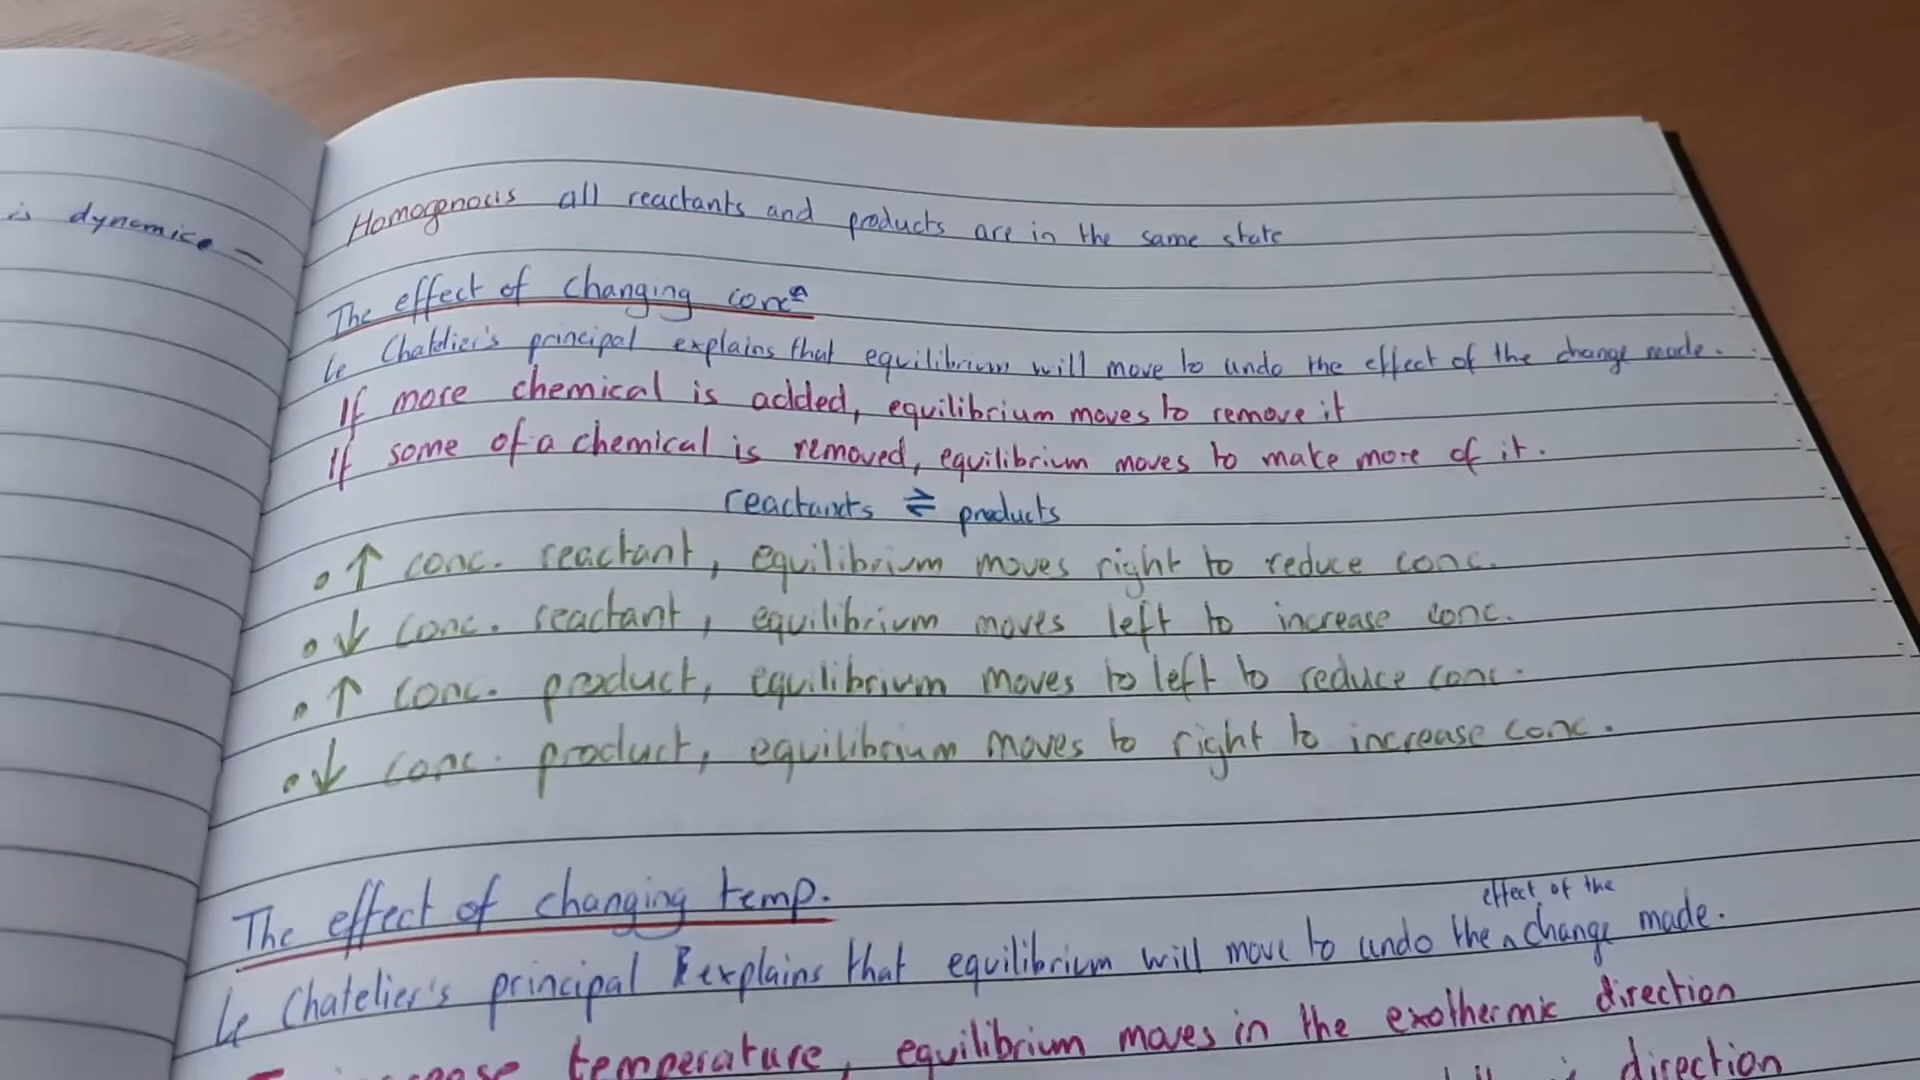 is dynamic –
Homogenous all reactants and products are in the same state
The effect of changing concⁿ
Le Chatelier's principal explains that equilibrium will move to undo the effect of the change made.
If more chemical is added, equilibrium moves to remove it
If some of a chemical is removed, equilibrium moves to make more of it.
reactants ⇌ products
• ↑ conc. reactant, equilibrium moves right to reduce conc.
• ↓ conc. reactant, equilibrium moves left to increase conc.
• ↑ conc. product, equilibrium moves to left to reduce conc.
• ↓ conc. product, equilibrium moves to right to increase conc.
The effect of changing temp.
effect of the
Le Chatelier's principal explains that equilibrium will move to undo the ^ change made.
temperature, equilibrium moves in the exothermic direction
direction